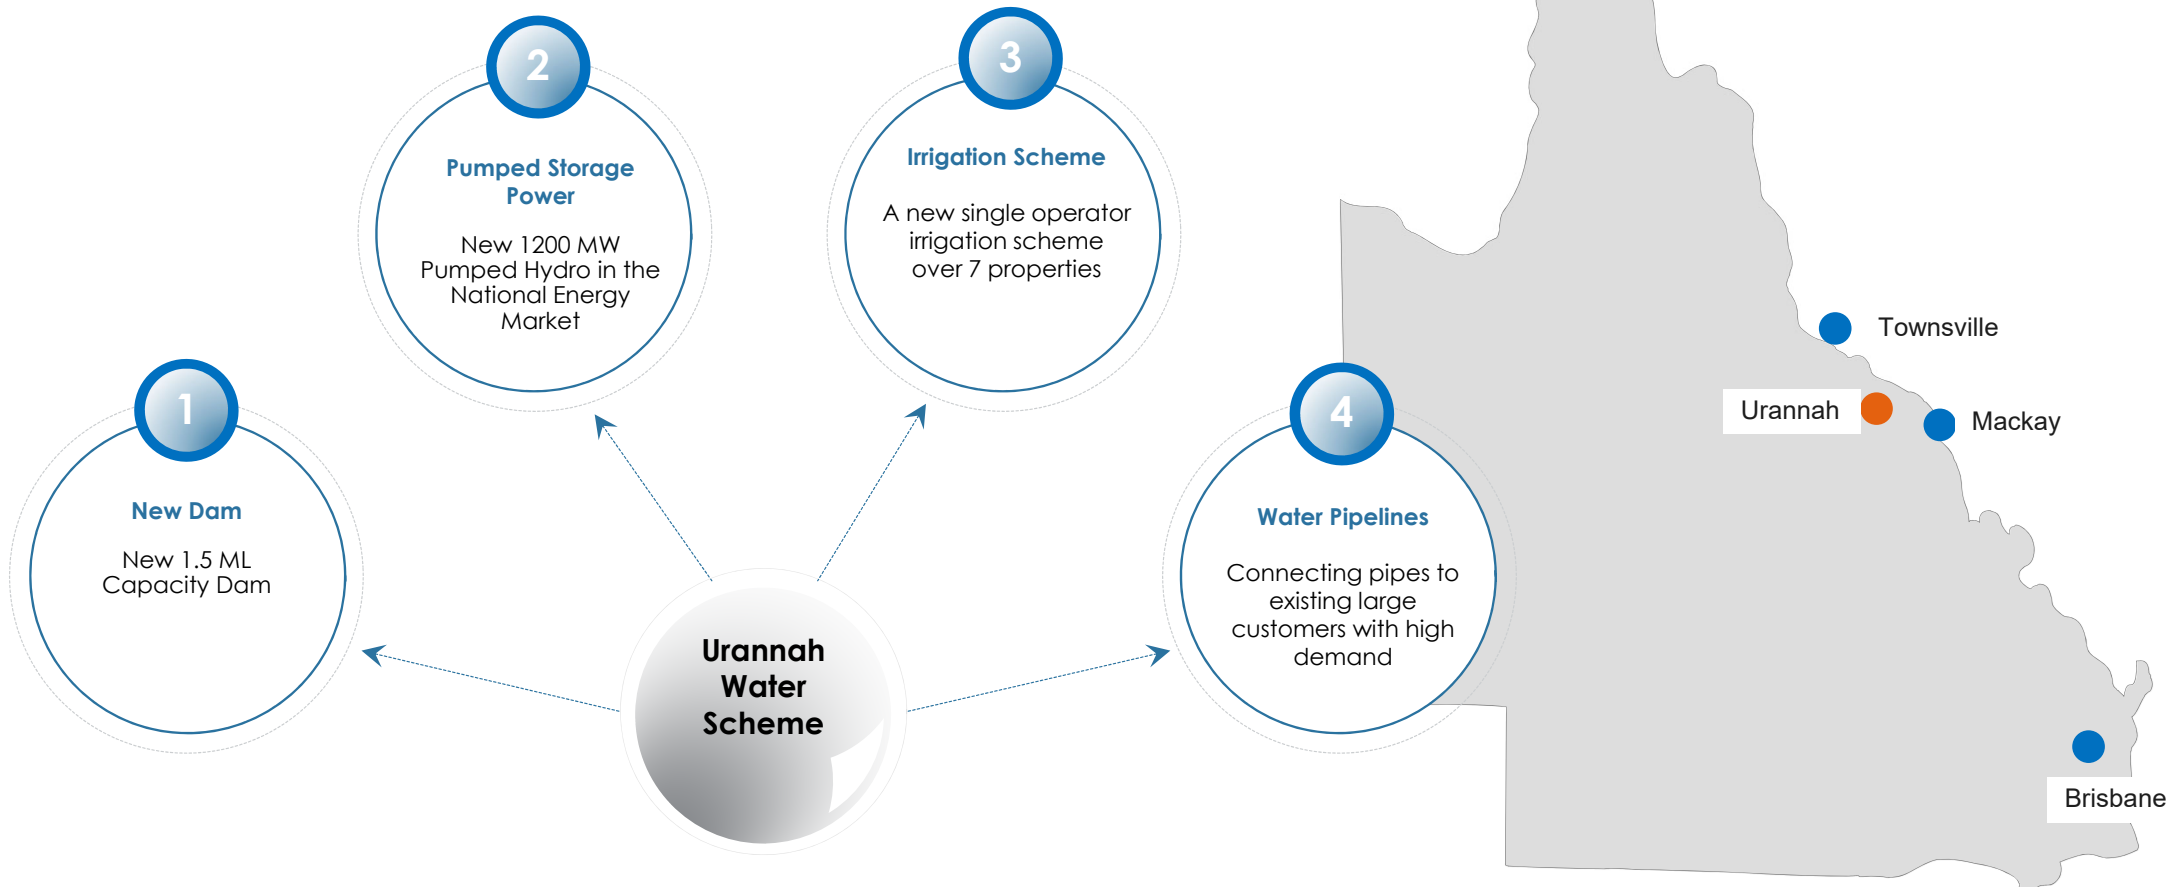 1
New Dam
New 1.5 ML
Capacity Dam
2
Pumped Storage
Power
New 1200 MW
Pumped Hydro in the
National Energy
Market
3
Irrigation Scheme
A new single operator
irrigation scheme
over 7 properties
4
Water Pipelines
Connecting pipes to
existing large
customers with high
demand
Urannah
Water
Scheme
Townsville
Urannah
Mackay
Brisbane